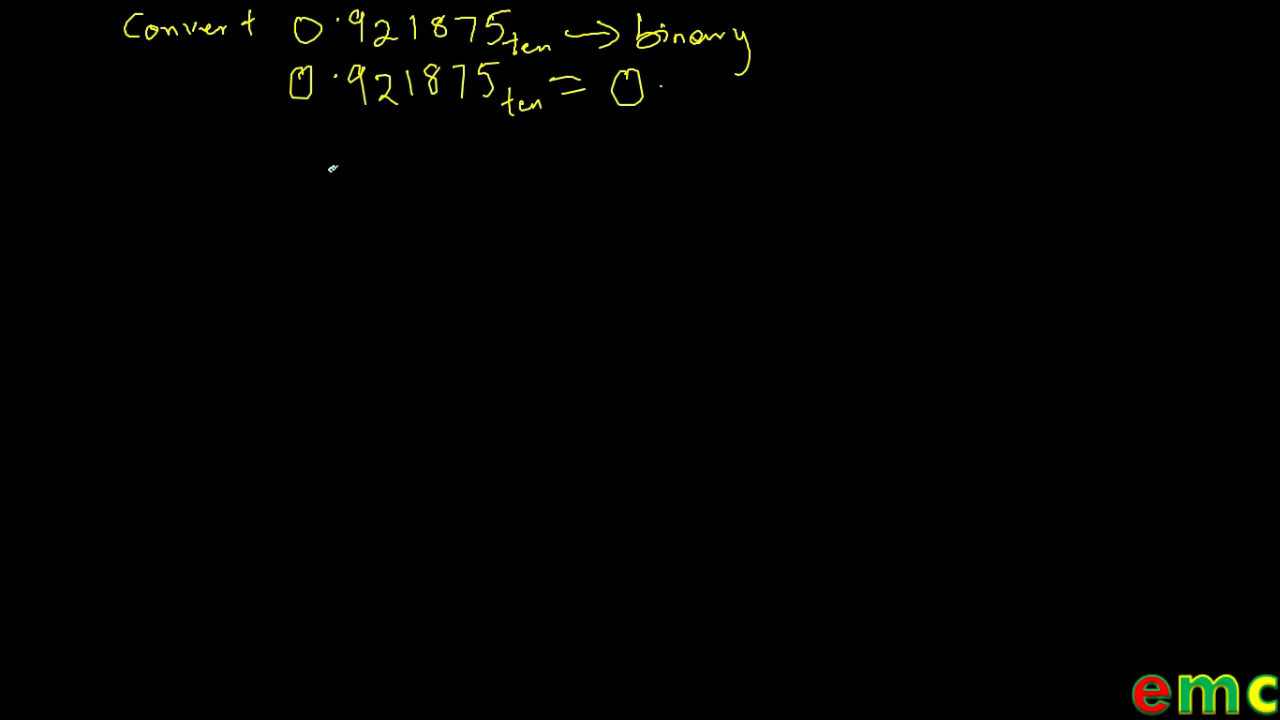 Convert 0.921875ten → binary
0.921875ten = 0.
emc